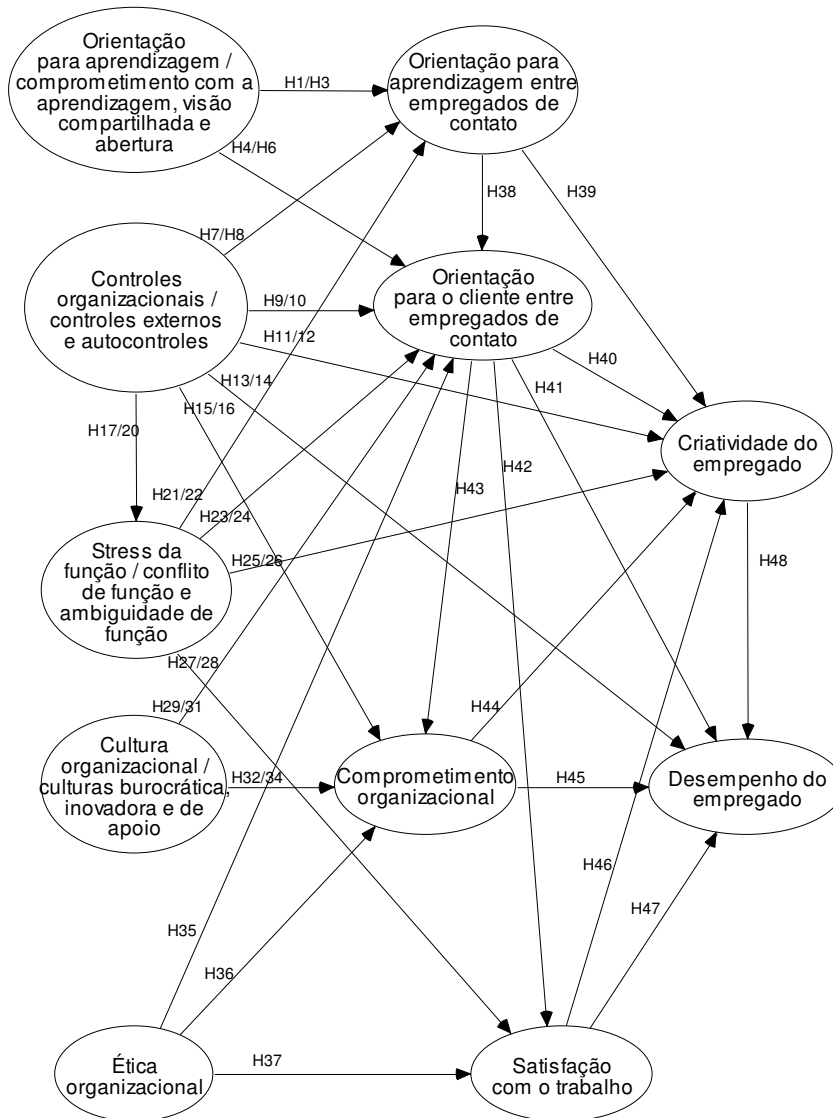 Orientação
para aprendizagem /
comprometimento com a
aprendizagem, visão
compartilhada e
abertura
Orientação para
aprendizagem entre
empregados de
contato
H1/H3
H4/H6
H38
H39
H7/H8
Controles
organizacionais /
controles externos
e autocontroles
Orientação
para o cliente entre
empregados de
contato
H9/10
H11/12
H40
H13/14
H41
H15/16
H17/20
Criatividade do
empregado
H42
H43
H21/22
H23/24
Stress da
função / conflito
de função e
ambiguidade de
função
H25/26
H48
H27/28
H29/31
H44
Cultura
organizacional /
culturas burocrática,
inovadora e de
apoio
H32/34
Comprometimento
organizacional
H45
Desempenho do
empregado
H46
H47
H35
H36
Ética
organizacional
H37
Satisfação
com o trabalho